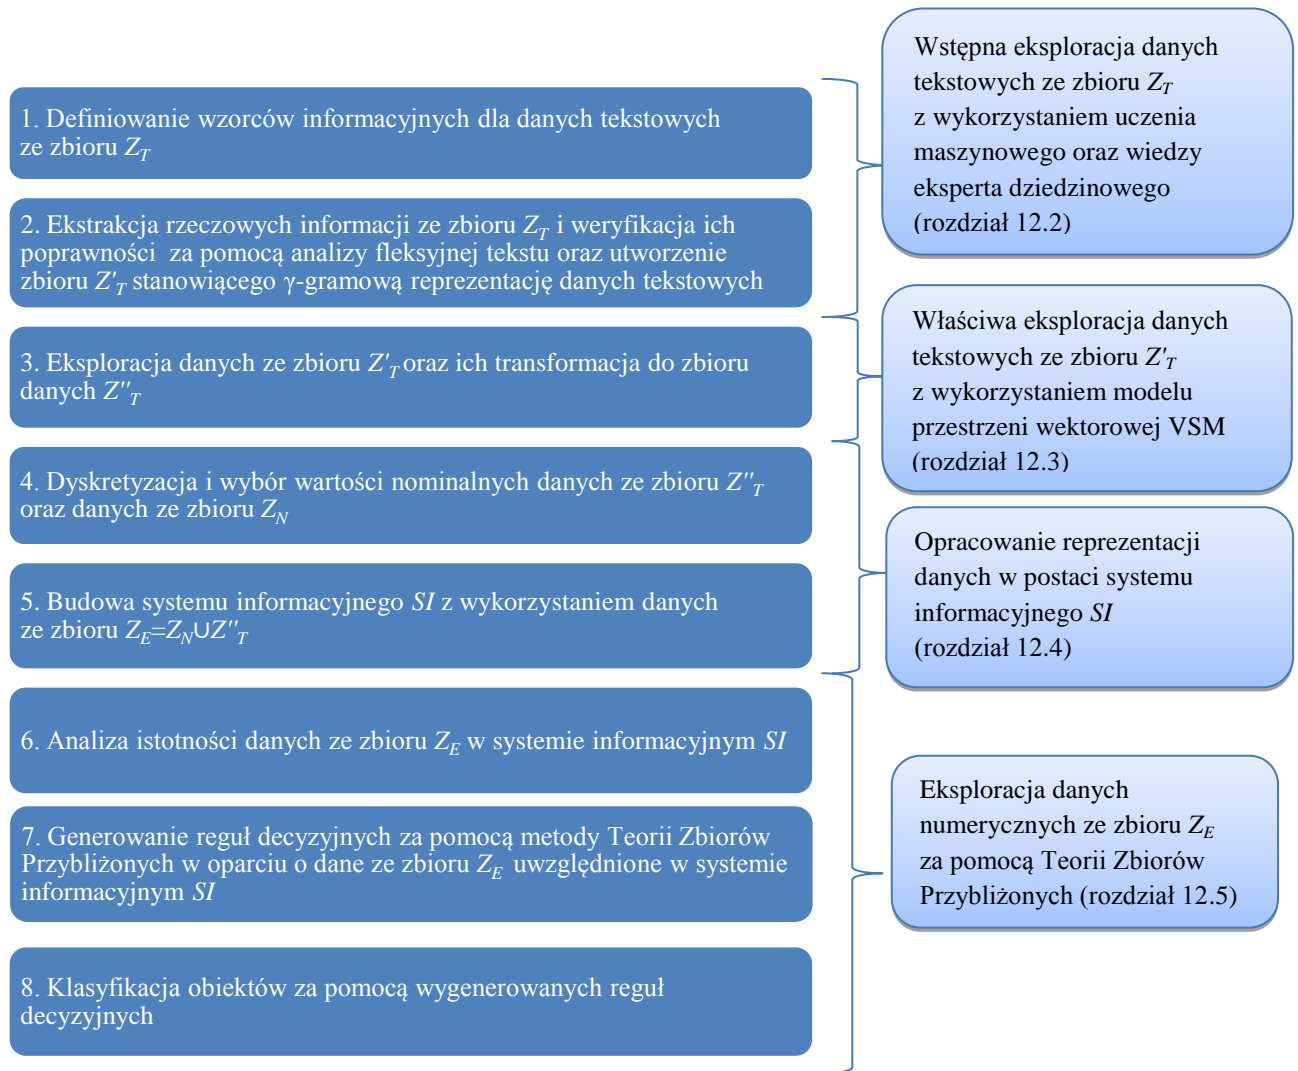 1. Definiowanie wzorców informacyjnych dla danych tekstowych
ze zbioru Z_T
2. Ekstrakcja rzeczowych informacji ze zbioru Z_T i weryfikacja ich
poprawności za pomocą analizy fleksyjnej tekstu oraz utworzenie
zbioru Z'_T stanowiącego γ-gramową reprezentację danych tekstowych
3. Eksploracja danych ze zbioru Z'_T oraz ich transformacja do zbioru
danych Z''_T
4. Dyskretyzacja i wybór wartości nominalnych danych ze zbioru Z''_T
oraz danych ze zbioru Z_N
5. Budowa systemu informacyjnego SI z wykorzystaniem danych
ze zbioru Z_E=Z_N∪Z''_T
6. Analiza istotności danych ze zbioru Z_E w systemie informacyjnym SI
7. Generowanie reguł decyzyjnych za pomocą metody Teorii Zbiorów
Przybliżonych w oparciu o dane ze zbioru Z_E uwzględnione w systemie
informacyjnym SI
8. Klasyfikacja obiektów za pomocą wygenerowanych reguł
decyzyjnych
Wstępna eksploracja danych
tekstowych ze zbioru Z_T
z wykorzystaniem uczenia
maszynowego oraz wiedzy
eksperta dziedzinowego
(rozdział 12.2)
Właściwa eksploracja danych
tekstowych ze zbioru Z'_T
z wykorzystaniem modelu
przestrzeni wektorowej VSM
(rozdział 12.3)
Opracowanie reprezentacji
danych w postaci systemu
informacyjnego SI
(rozdział 12.4)
Eksploracja danych
numerycznych ze zbioru Z_E
za pomocą Teorii Zbiorów
Przybliżonych (rozdział 12.5)